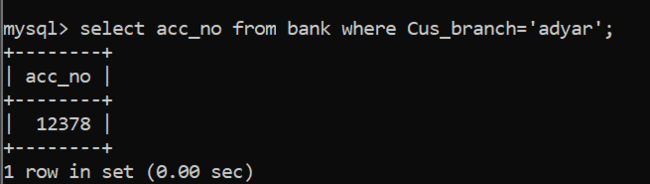 mysql> select acc_no from bank where Cus_branch='adyar';
+--------+
| acc_no |
+--------+
|  12378 |
+--------+
1 row in set (0.00 sec)